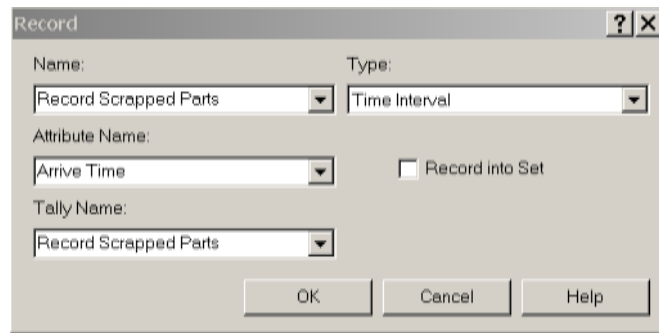 Record
Name: Type:
Record Scrapped Parts Time Interval
Attribute Name:
Arrive Time Record into Set
Tally Name:
Record Scrapped Parts
OK Cancel Help